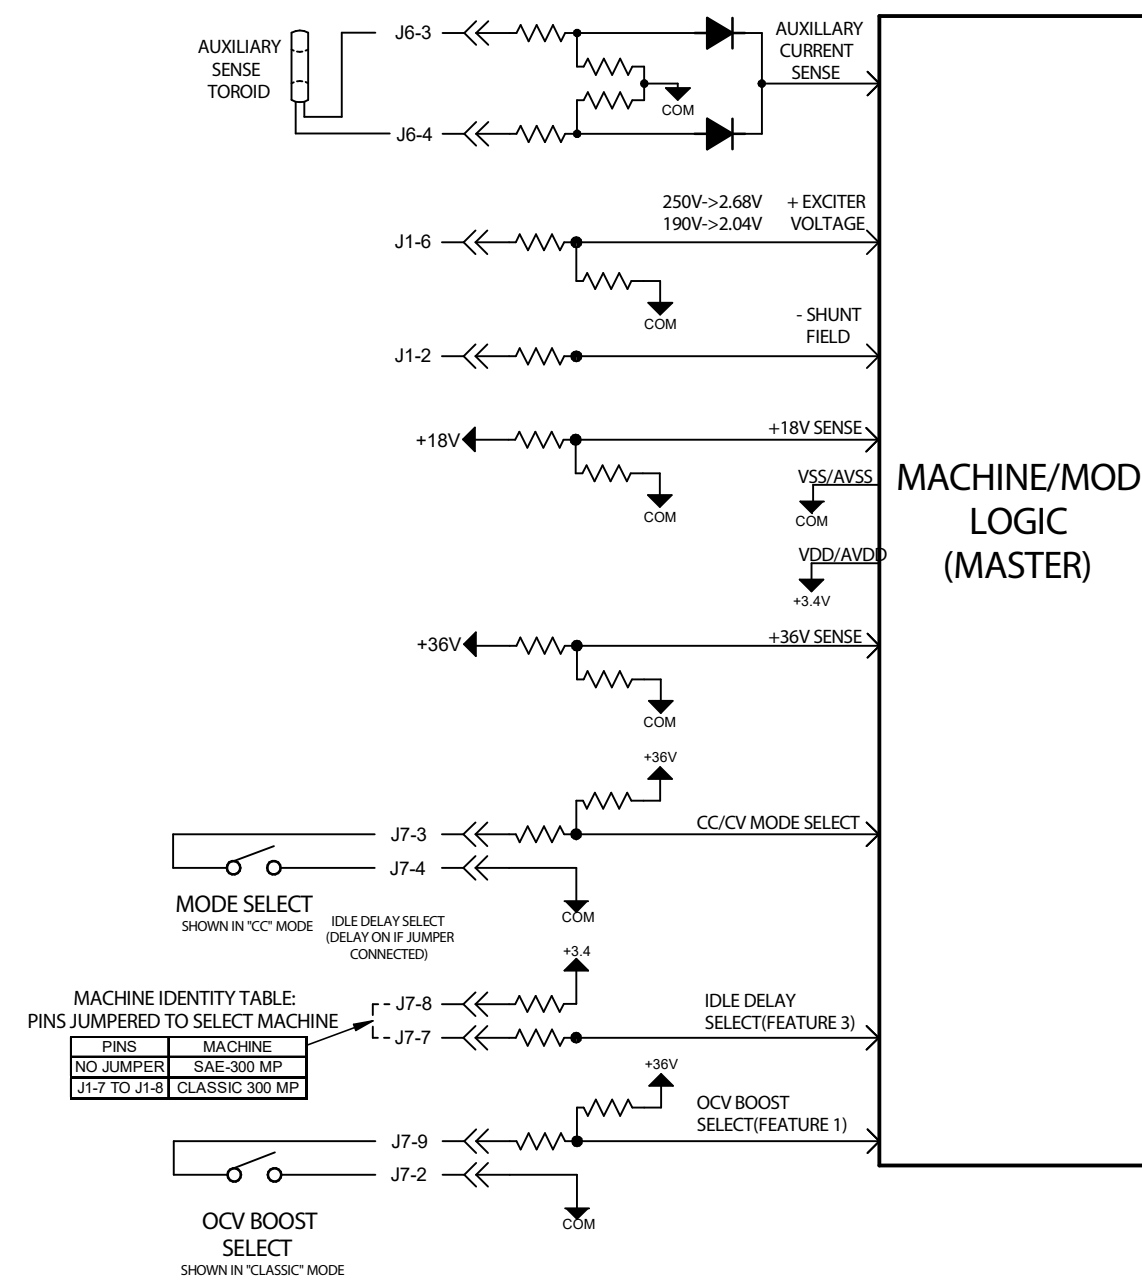 AUXILIARY
SENSE
TOROID
J6-3
J6-4
COM
AUXILLARY
CURRENT
SENSE
J1-6
250V->2.68V
190V->2.04V
+ EXCITER
VOLTAGE
COM
J1-2
- SHUNT
FIELD
+18V
+18V SENSE
COM
VSS/AVSS
COM
VDD/AVDD
+3.4V
MACHINE/MOD
LOGIC
(MASTER)
+36V
+36V SENSE
COM
+36V
J7-3
CC/CV MODE SELECT
J7-4
COM
MODE SELECT
SHOWN IN "CC" MODE
IDLE DELAY SELECT
(DELAY ON IF JUMPER
CONNECTED)
+3.4
MACHINE IDENTITY TABLE:
PINS JUMPERED TO SELECT MACHINE
PINS MACHINE
NO JUMPER SAE-300 MP
J1-7 TO J1-8 CLASSIC 300 MP
J7-8
J7-7
IDLE DELAY
SELECT(FEATURE 3)
+36V
OCV BOOST
SELECT(FEATURE 1)
J7-9
J7-2
COM
OCV BOOST
SELECT
SHOWN IN "CLASSIC" MODE